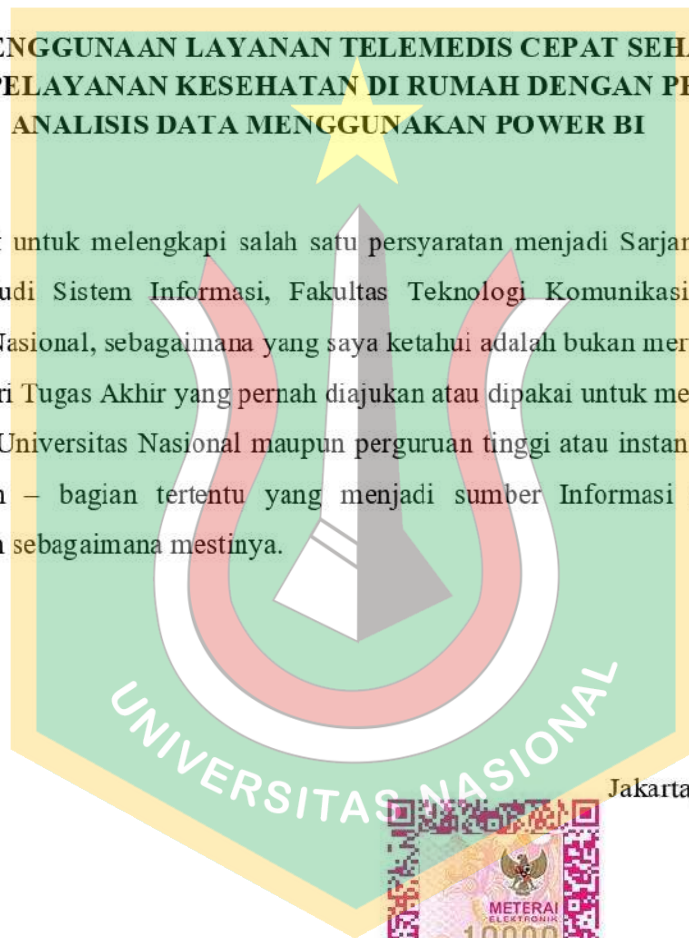 ENGGUNAAN LAYANAN TELEMEDIS CEPAT SEHA
PELAYANAN KESEHATAN DI RUMAH DENGAN PE
ANALISIS DATA MENGGUNAKAN POWER BI
untuk melengkapi salah satu persyaratan menjadi Sarjan
udi Sistem Informasi, Fakultas Teknologi Komunikasi
Nasional, sebagaimana yang saya ketahui adalah bukan mer
ri Tugas Akhir yang pernah diajukan atau dipakai untuk me
Universitas Nasional maupun perguruan tinggi atau instan
– bagian tertentu yang menjadi sumber Informasi
sebagaimana mestinya.
UNIVERSITAS NASIONAL
Jakarta
METERAI
ELEKTRONIK
10000